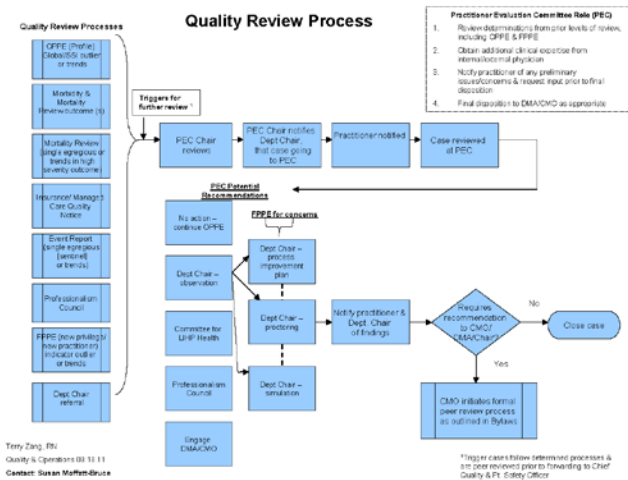 Quality Review Process
Quality Review Processes
OPPE (Profile)
Global/SSI outlier
or trends
Morbidity &
Mortality
Review outcome (s)
Mortality Review
(single egregious or
trends in high
severity outcome)
Insurance/ Managed
Care Quality
Notice
Event Report
(single egregious
[sentinel]
or trends)
Professionalism
Council
FPPE (new privilege/
new practitioner)
indicator outlier
or trends
Dept Chair
referral
Triggers for
further review
Practitioner Evaluation Committee Role (PEC)
1. Review determinations from prior levels of review,
including OPPE & FPPE
2. Obtain additional clinical expertise from
internal/external physician
3. Notify practitioner of any preliminary
issues/concerns & request input prior to final
disposition
4. Final disposition to DMA/CMO as appropriate
PEC Chair
reviews
PEC Chair notifies
Dept Chair,
that case going
to PEC
Practitioner notified
Case reviewed
at PEC
PEC Potential
Recommendations
FPPE for concerns
No action –
continue OPPE
Dept Chair –
observation
Committee for
LIHP Health
Professionalism
Council
Engage
DMA/CMO
Dept Chair –
process
improvement
plan
Dept Chair –
proctoring
Dept Chair –
simulation
Notify practitioner &
Dept. Chair
of findings
Requires
recommendation
to CMO/
DMA/Chair?
No
Close case
Yes
CMO initiates formal
peer review process
as outlined in Bylaws
Terry Zang, RN
Quality & Operations
Contact: Susan Moffatt-Bruce
*Trigger cases follow determined processes &
are peer reviewed prior to forwarding to Chief
Quality & Pt. Safety Officer